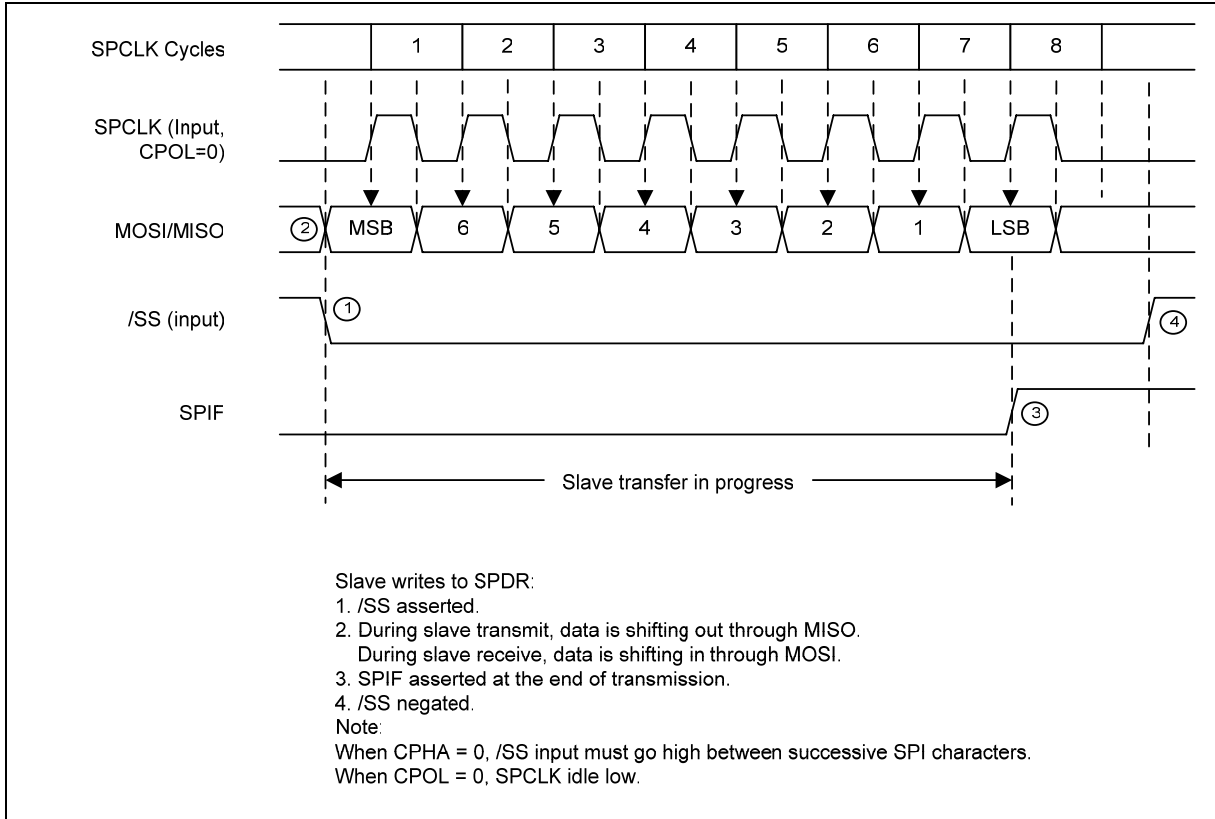 SPCLK Cycles
1 2 3 4 5 6 7 8
SPCLK (Input,
CPOL=0)
MOSI/MISO
2 MSB 6 5 4 3 2 1 LSB
/SS (input)
1
4
SPIF
3
Slave transfer in progress
Slave writes to SPDR:
1. /SS asserted.
2. During slave transmit, data is shifting out through MISO.
During slave receive, data is shifting in through MOSI.
3. SPIF asserted at the end of transmission.
4. /SS negated.
Note:
When CPHA = 0, /SS input must go high between successive SPI characters.
When CPOL = 0, SPCLK idle low.